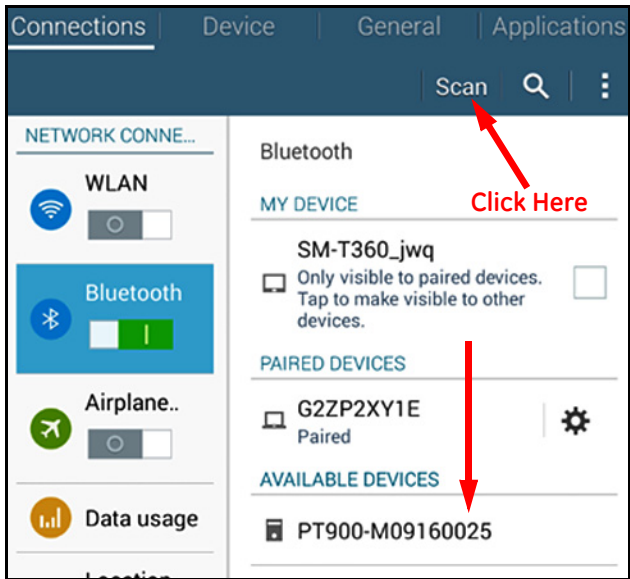 Connections Device General Applications
Scan
NETWORK CONNE...
WLAN
Bluetooth
Airplane..
Data usage
Location
Bluetooth
Click Here
MY DEVICE
SM-T360_jwq
Only visible to paired devices.
Tap to make visible to other
devices.
PAIRED DEVICES
G2ZP2XY1E
Paired
AVAILABLE DEVICES
PT900-M09160025